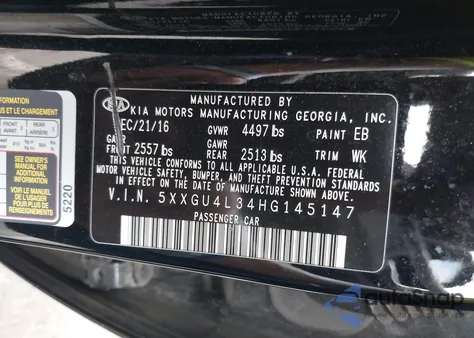 MANUFACTURED BY
KIA
KIA MOTORS MANUFACTURING GEORGIA, INC.
EC/21/16 GVWR 4497 lbs PAINT EB
GAWR GAWR
FRONT 2557 lbs REAR 2513 lbs TRIM WK
THIS VEHICLE CONFORMS TO ALL APPLICABLE U.S.A. FEDERAL
MOTOR VEHICLE SAFETY, BUMPER, AND THEFT PREVENTION STANDARDS
IN EFFECT ON THE DATE OF MANUFACTURE SHOWN ABOVE.
V.I.N. 5XXGU4L34HG145147
PASSENGER CAR
INFORMATION
LE CHARGEMENT
SEE OWNER'S
MANUAL FOR
ADDITIONAL
INFORMATION
VOIR LE MANUEL
DE L'USAGER
POUR PLUS DE
RENSEIGNEMENTS
5220
AutoSnap